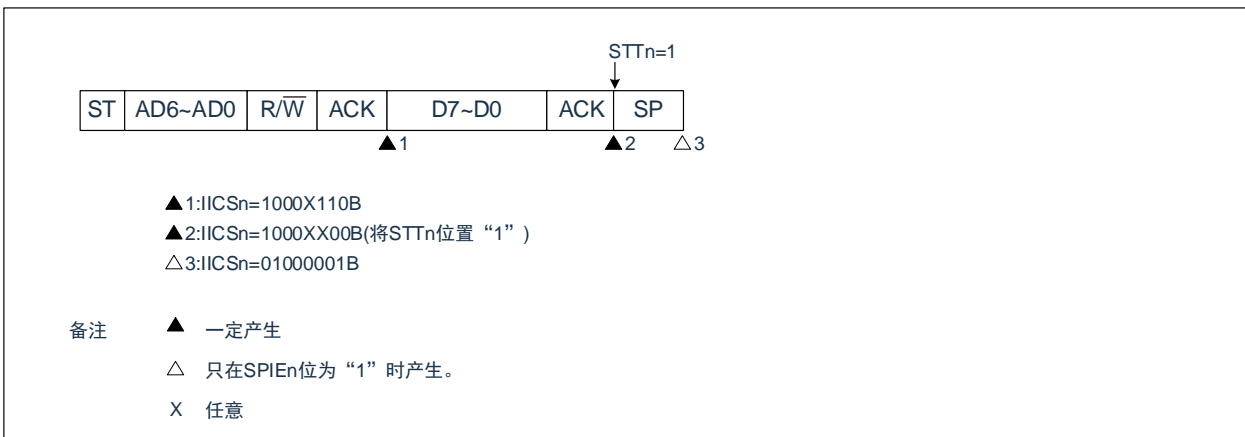 STTn=1
ST AD6~AD0 R/W̅ ACK D7~D0 ACK SP
▲1 ▲2 △3
▲1:IICSn=1000X110B
▲2:IICSn=1000XX00B(将STTn位置“1”)
△3:IICSn=01000001B
备注 ▲ 一定产生
△ 只在SPIEn位为“1”时产生。
X 任意